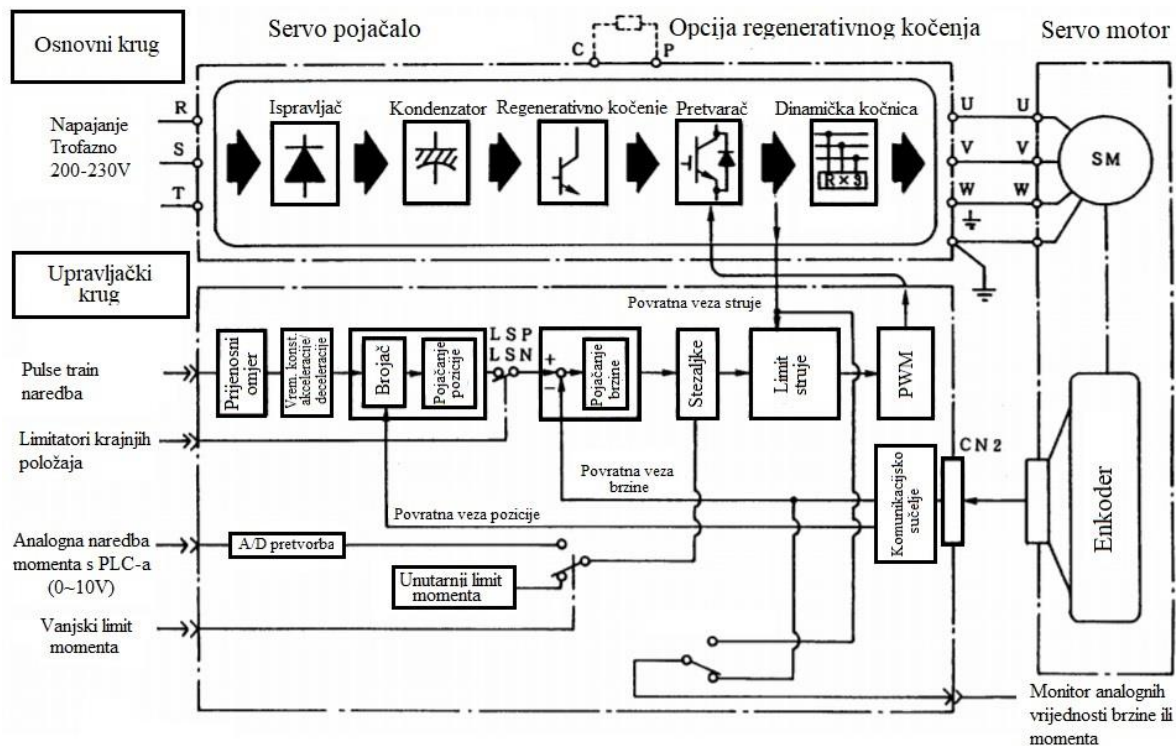 Osnovni krug
Servo pojačalo
Opcija regenerativnog kočenja
Servo motor
C
P
Napajanje
Trofazno
200-230V
R
S
T
Ispravljač
Kondenzator
Regenerativno kočenje
Pretvarač
Dinamička kočnica
R×3
U
V
W
U
V
W
SM
Upravljački
krug
Povratna veza
struje
Pulse train
naredba
Prijenosni
omjer
Vrem. konst.
akceleracije/
deceleracije
Brojač
Pojačanje
pozicije
LSP
LSN
+
−
Pojačanje
brzine
Stezaljke
Limit
struje
PWM
Limitatori krajnjih
položaja
Povratna veza
brzine
Povratna veza pozicije
Komunikacijsko
sučelje
CN2
Enkoder
Analogna naredba
momenta s PLC-a
(0~10V)
A/D pretvorba
Unutarnji limit
momenta
Vanjski limit
momenta
Monitor analognih
vrijednosti brzine ili
momenta